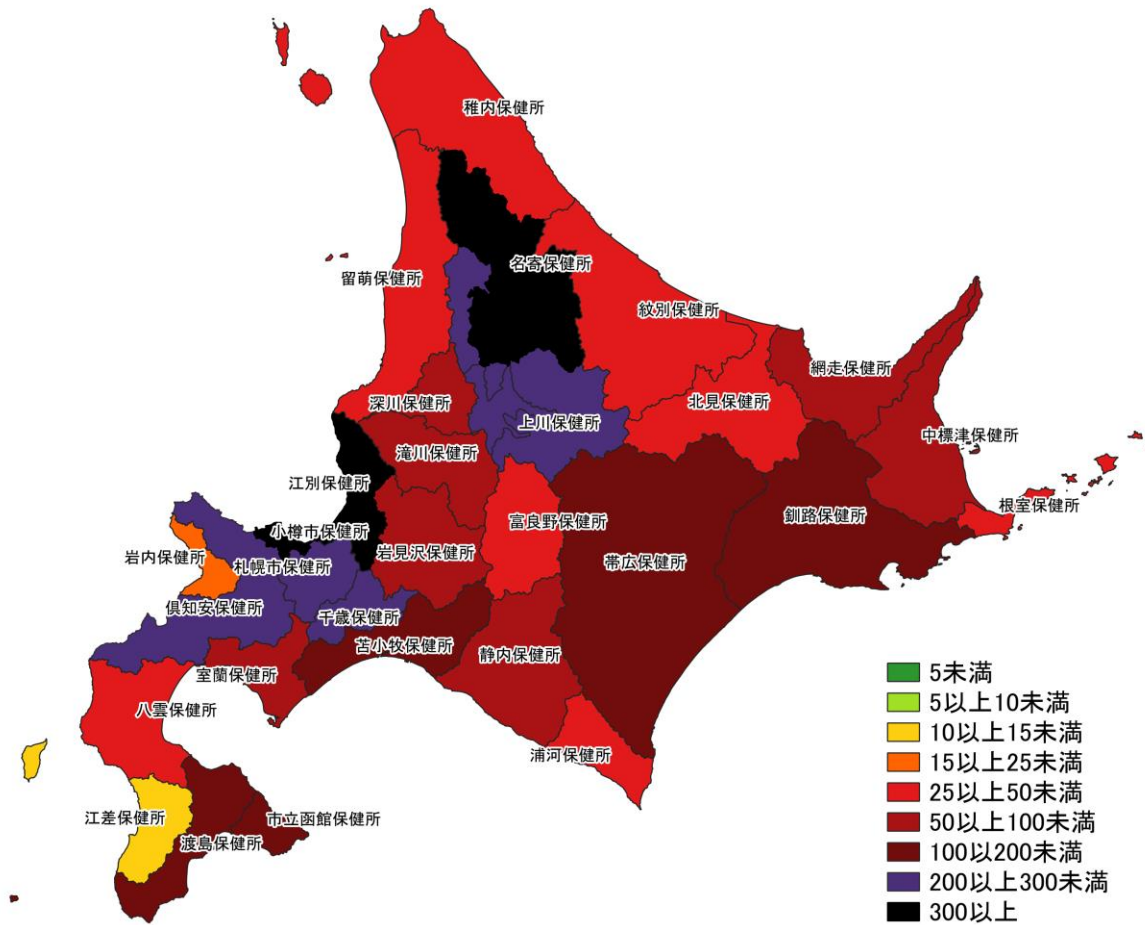 稚内保健所
名寄保健所
留萌保健所
紋別保健所
網走保健所
深川保健所
北見保健所
上川保健所
中標津保健所
滝川保健所
江別保健所
根室保健所
富良野保健所
釧路保健所
小樽市保健所
岩見沢保健所
岩内保健所
札幌市保健所
帯広保健所
倶知安保健所
千歳保健所
苫小牧保健所
静内保健所
室蘭保健所
八雲保健所
浦河保健所
江差保健所
市立函館保健所
渡島保健所
5未満
5以上10未満
10以上15未満
15以上25未満
25以上50未満
50以上100未満
100以200未満
200以上300未満
300以上